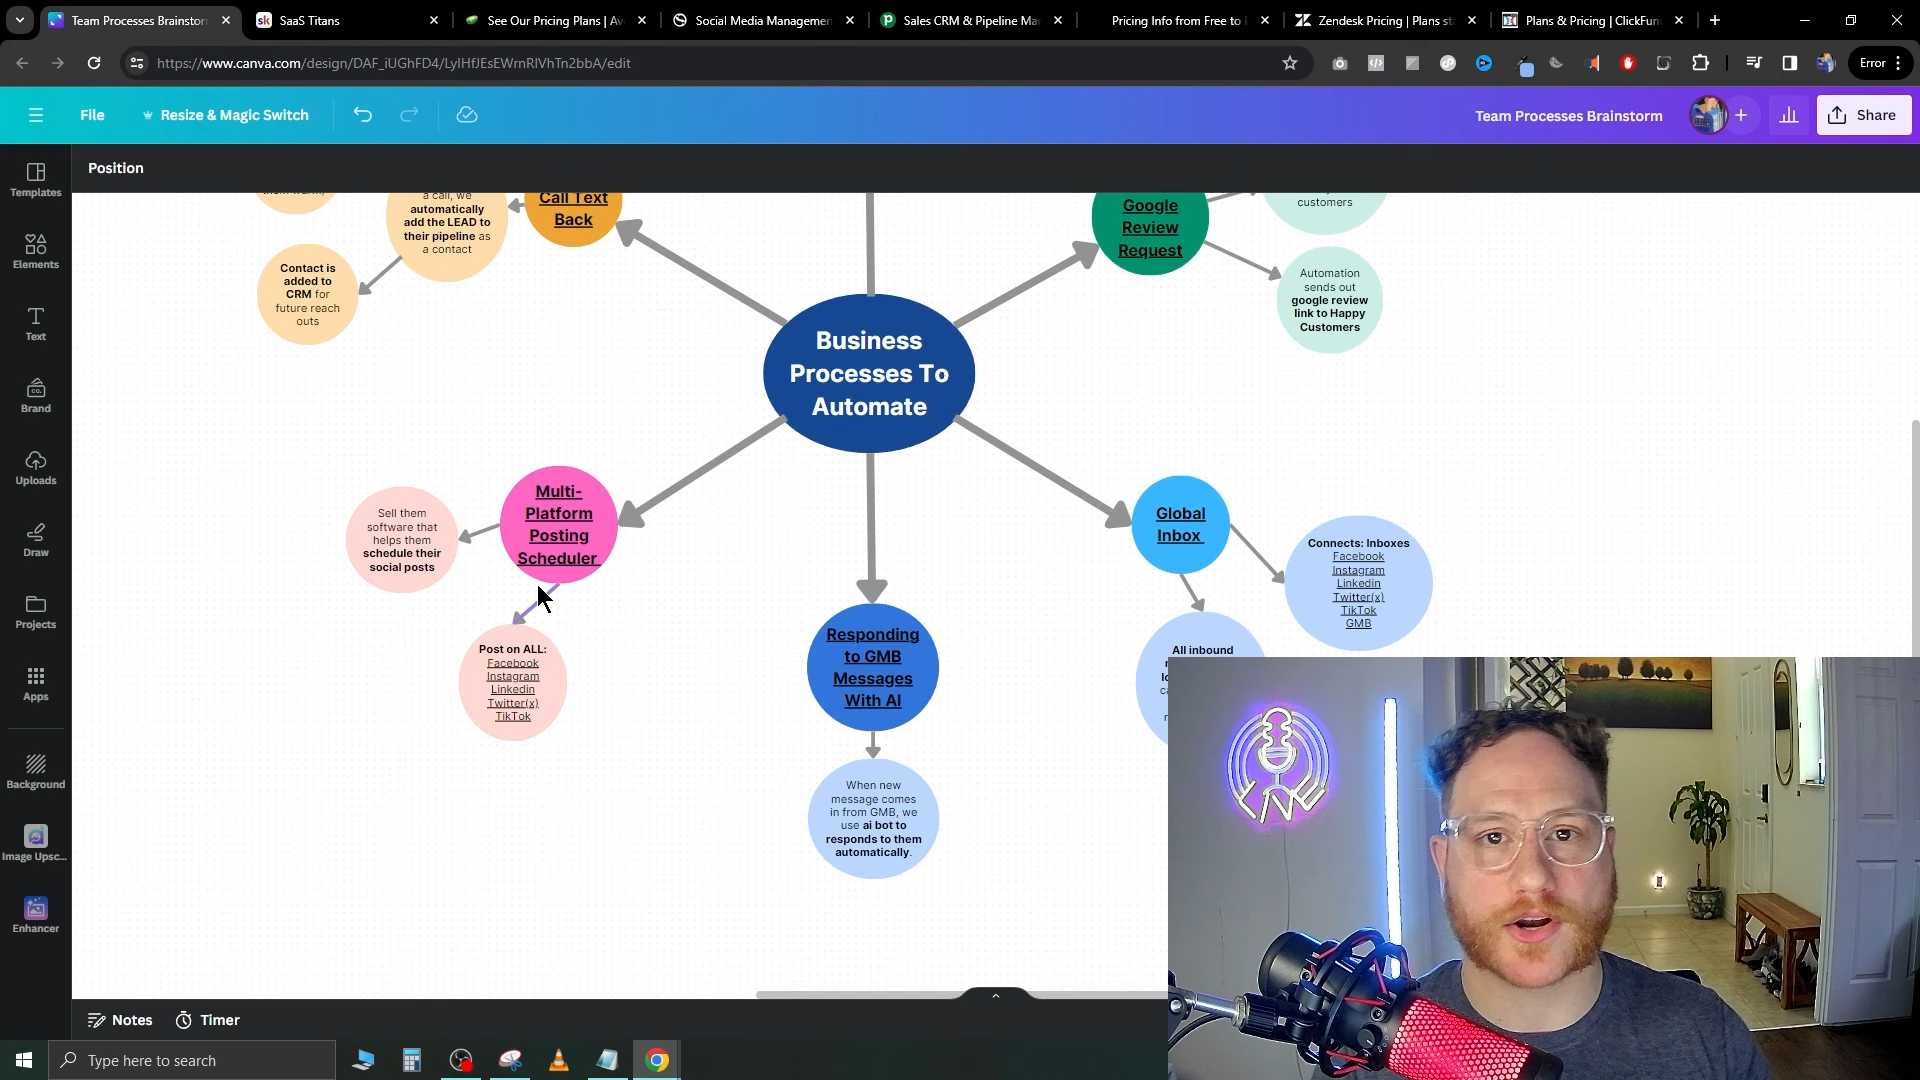 Team Processes Brainstor
SaaS Titans
See Our Pricing Plans | Av
Social Media Managemen
Sales CRM & Pipeline Ma
Pricing Info from Free to
Zendesk Pricing | Plans st
Plans & Pricing | ClickFun
https://www.canva.com/design/DAF_iUGhFD4/LylHfJEsEWrnRIVhTn2bbA/edit
Error
File
Resize & Magic Switch
Team Processes Brainstorm
Share
Position
Templates
Elements
Text
Brand
Uploads
Draw
Projects
Apps
Background
Image Upsc...
Enhancer
a call, we
automatically
add the LEAD to
their pipeline as
a contact
Call Text
Back
Contact is
added to
CRM for
future reach
outs
Google
Review
Request
customers
Automation
sends out
google review
link to Happy
Customers
Business
Processes To
Automate
Multi-
Platform
Posting
Scheduler
Sell them
software that
helps them
schedule their
social posts
Post on ALL:
Facebook
Instagram
Linkedin
Twitter(x)
TikTok
Responding
to GMB
Messages
With AI
When new
message comes
in from GMB, we
use ai bot to
responds to them
automatically.
Global
Inbox
Connects: Inboxes
Facebook
Instagram
Linkedin
Twitter(x)
TikTok
GMB
All inbound
LIVE
Notes
Timer
Type here to search